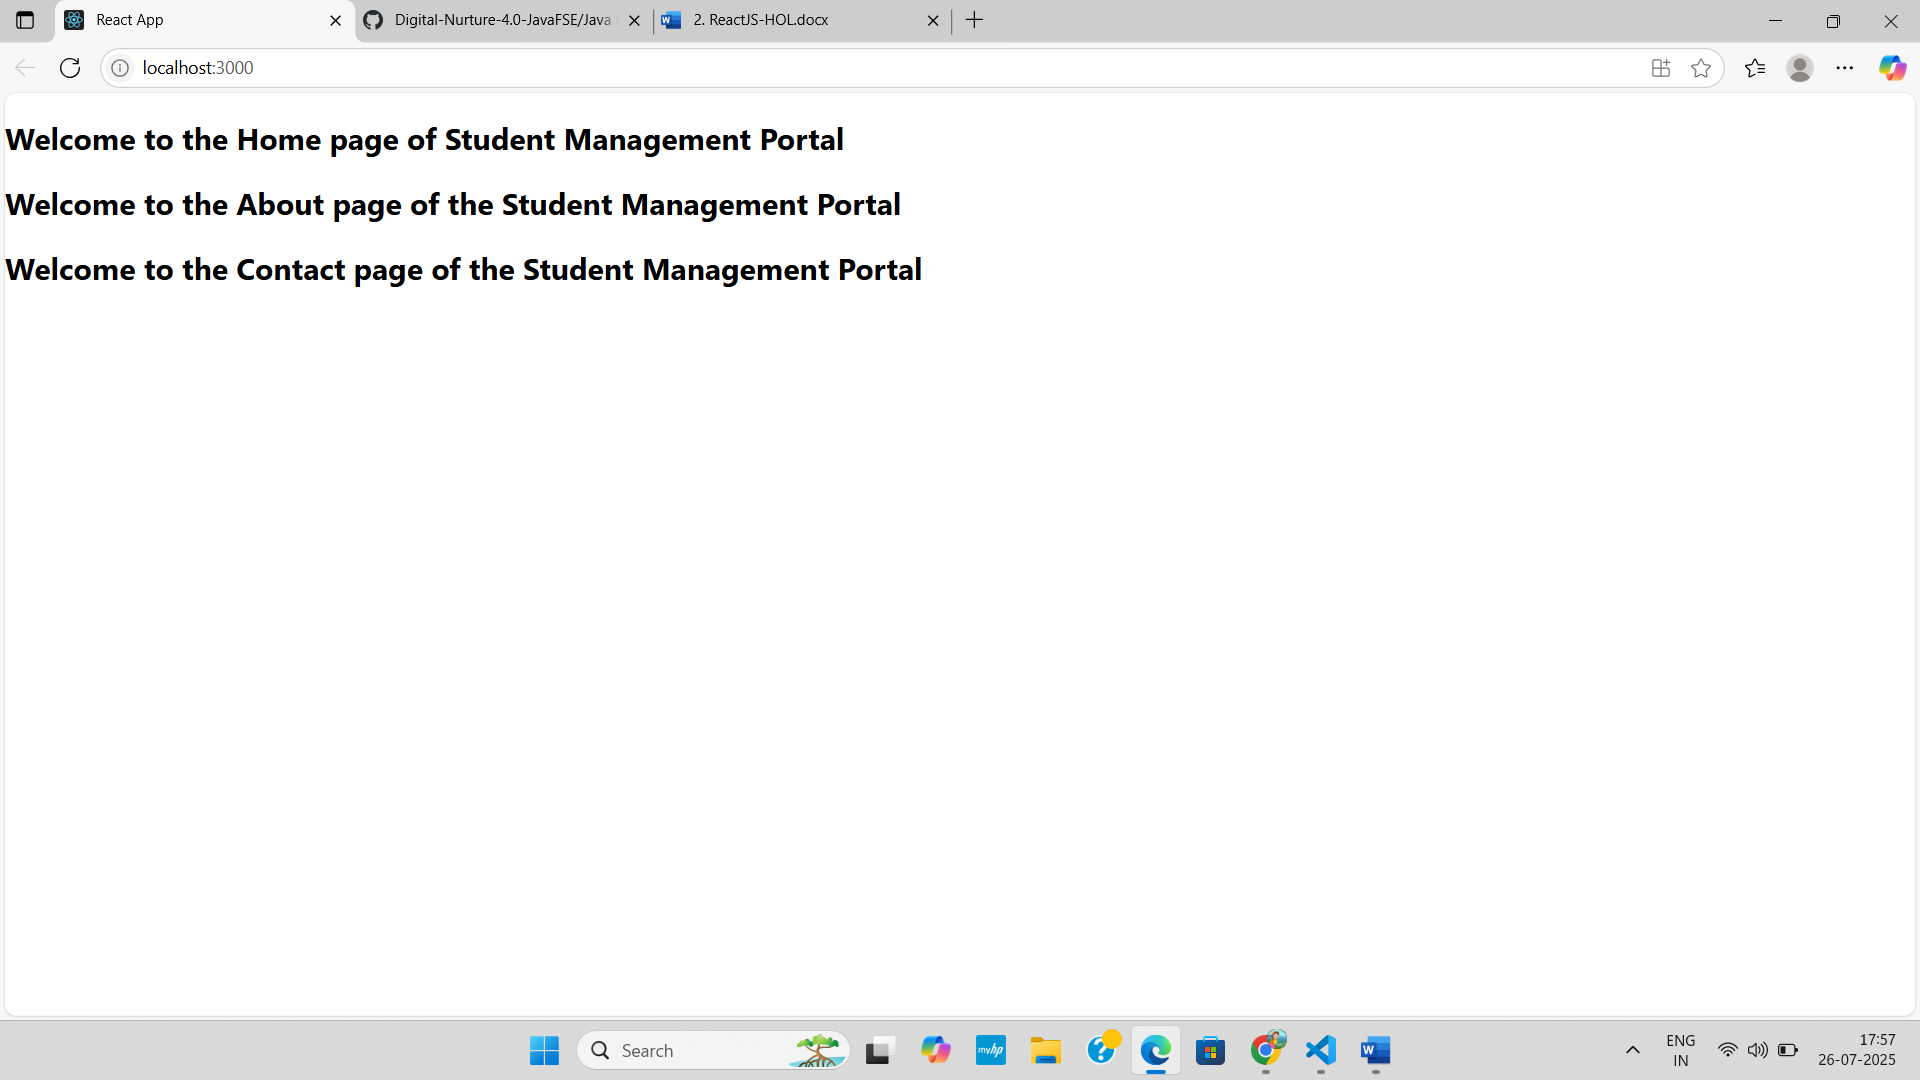 React App
Digital-Nurture-4.0-JavaFSE/Java
2. ReactJS-HOL.docx
localhost:3000
Welcome to the Home page of Student Management Portal
Welcome to the About page of the Student Management Portal
Welcome to the Contact page of the Student Management Portal
Search
myhp
ENG
IN
17:57
26-07-2025